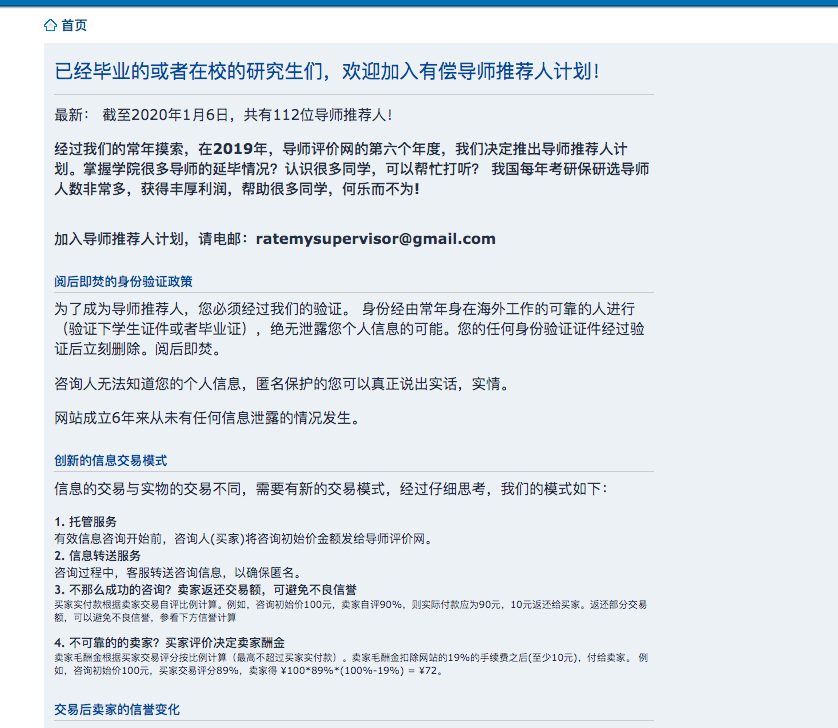 首页
已经毕业的或者在校的研究生们，欢迎加入有偿导师推荐人计划！
最新： 截至2020年1月6日，共有112位导师推荐人！
经过我们的常年摸索，在2019年，导师评价网的第六个年度，我们决定推出导师推荐人计
划。掌握学院很多导师的延毕情况？认识很多同学，可以帮忙打听？ 我国每年考研保研选导师
人数非常多，获得丰厚利润，帮助很多同学，何乐而不为!
加入导师推荐人计划，请电邮：ratemysupervisor@gmail.com
阅后即焚的身份验证政策
为了成为导师推荐人，您必须经过我们的验证。 身份经由常年身在海外工作的可靠的人进行
（验证下学生证件或者毕业证），绝无泄露您个人信息的可能。您的任何身份验证证件经过验
证后立刻删除。阅后即焚。
咨询人无法知道您的个人信息，匿名保护的您可以真正说出实话，实情。
网站成立6年来从未有任何信息泄露的情况发生。
创新的信息交易模式
信息的交易与实物的交易不同，需要有新的交易模式，经过仔细思考，我们的模式如下：
1. 托管服务
有效信息咨询开始前，咨询人(买家)将咨询初始价金额发给导师评价网。
2. 信息转送服务
咨询过程中，客服转送咨询信息，以确保匿名。
3. 不那么成功的咨询？卖家返还交易额，可避免不良信誉
买家实付款根据卖家交易自评比例计算。例如，咨询初始价100元，卖家自评90%，则实际付款应为90元，10元返还给买家。返还部分交易
额，可以避免不良信誉，参看下方信誉计算
4. 不可靠的的卖家？买家评价决定卖家酬金
卖家毛酬金根据买家交易评分按比例计算（最高不超过买家实付款）。卖家毛酬金扣除网站的19%的手续费之后(至少10元)，付给卖家。 例
如，咨询初始价100元，买家交易评分89%，卖家得 ¥100*89%*(100%-19%) = ¥72。
交易后卖家的信誉变化